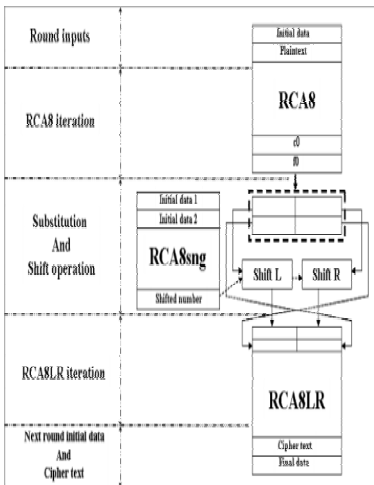 Round inputs
RCA8 iteration
Substitution
And
Shift operation
RCA8LR iteration
Next round initial data
And
Cipher text
Initial data
Plaintext
RCA8
c0
f0
Initial data 1
Initial data 2
RCA8sng
Shifted number
Shift L
Shift R
RCA8LR
Cipher text
Final data